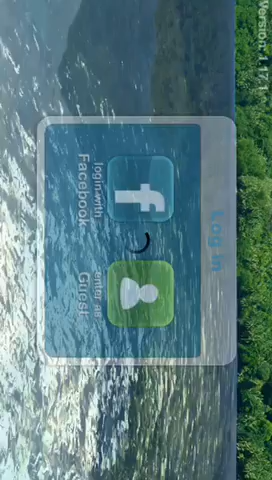 Version: 1.17.1
Log in
login with
Facebook
enter as
Guest